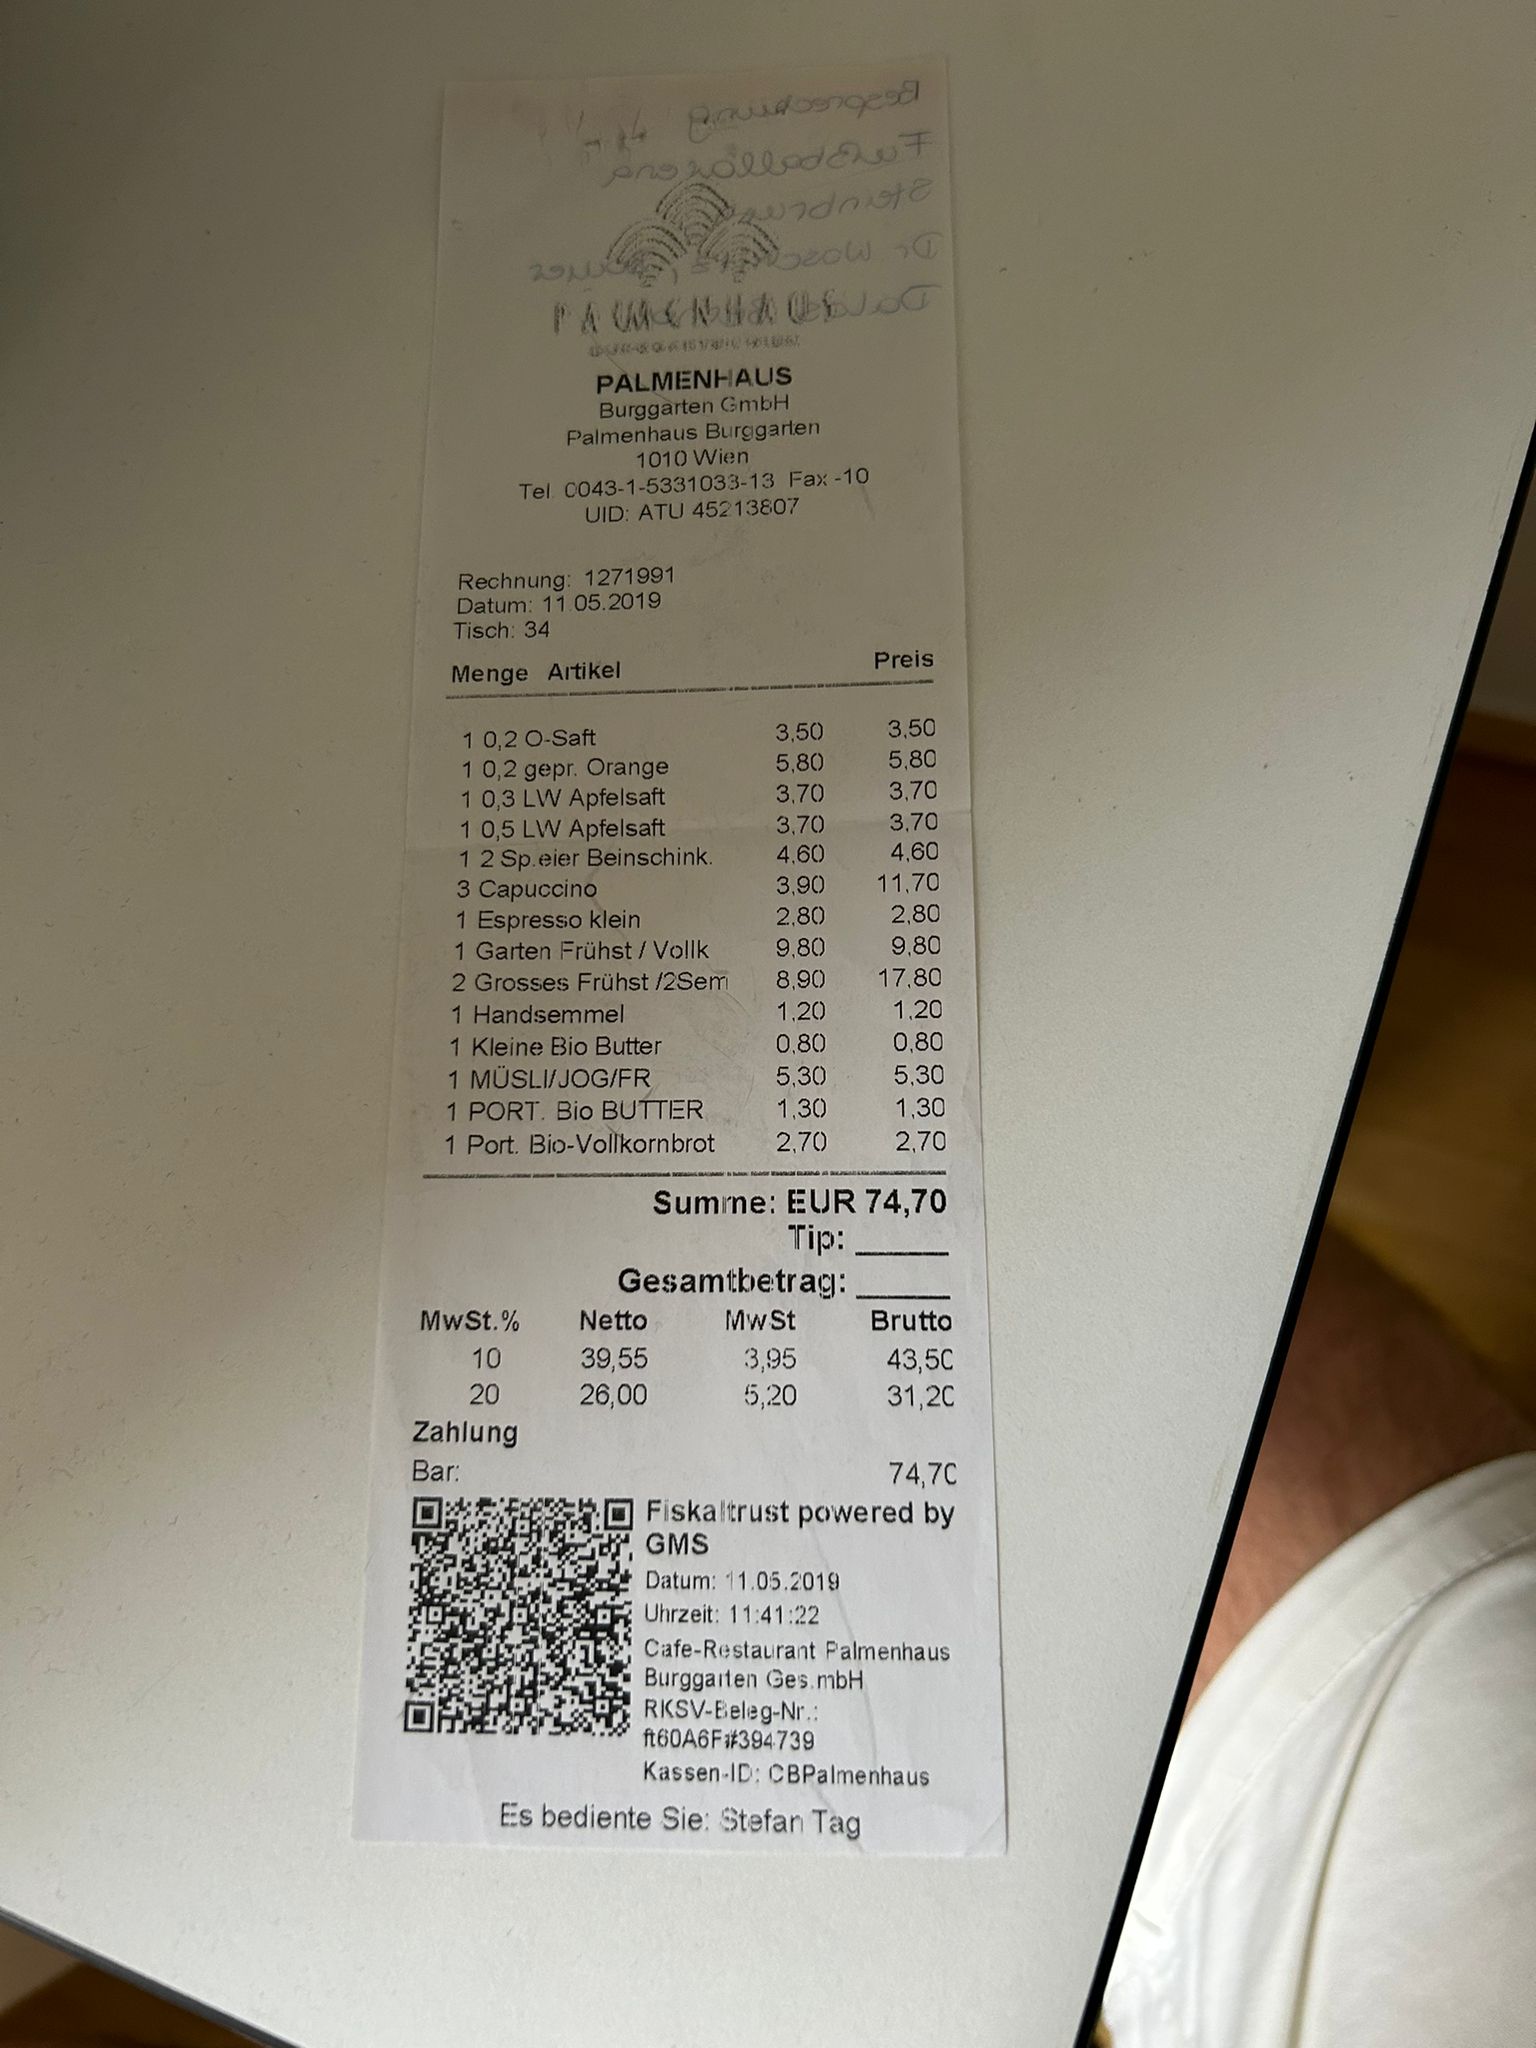 Besprechung
Fußballarena
PALMENHAUS
PALMENHAUS
Burggarten GmbH
Palmenhaus Burggarten
1010 Wien
Tel. 0043-1-5331033-13 Fax -10
UID: ATU 45213807
Rechnung: 1271991
Datum: 11.05.2019
Tisch: 34
Menge Artikel Preis
1 0,2 O-Saft 3,50 3,50
1 0,2 gepr. Orange 5,80 5,80
1 0,3 LW Apfelsaft 3,70 3,70
1 0,5 LW Apfelsaft 3,70 3,70
1 2 Sp.eier Beinschink. 4,60 4,60
3 Capuccino 3,90 11,70
1 Espresso klein 2,80 2,80
1 Garten Frühst / Vollk 9,80 9,80
2 Grosses Frühst /2Sem 8,90 17,80
1 Handsemmel 1,20 1,20
1 Kleine Bio Butter 0,80 0,80
1 MÜSLI/JOG/FR 5,30 5,30
1 PORT. Bio BUTTER 1,30 1,30
1 Port. Bio-Vollkornbrot 2,70 2,70
Summe: EUR 74,70
Tip:
Gesamtbetrag:
MwSt.% Netto MwSt Brutto
10 39,55 3,95 43,50
20 26,00 5,20 31,20
Zahlung
Bar: 74,70
Fiskaltrust powered by
GMS
Datum: 11.05.2019
Uhrzeit: 11:41:22
Cafe-Restaurant Palmenhaus
Burggarten Ges.mbH
RKSV-Beleg-Nr.:
ft60A6F#394739
Kassen-ID: CBPalmenhaus
Es bediente Sie: Stefan Tag